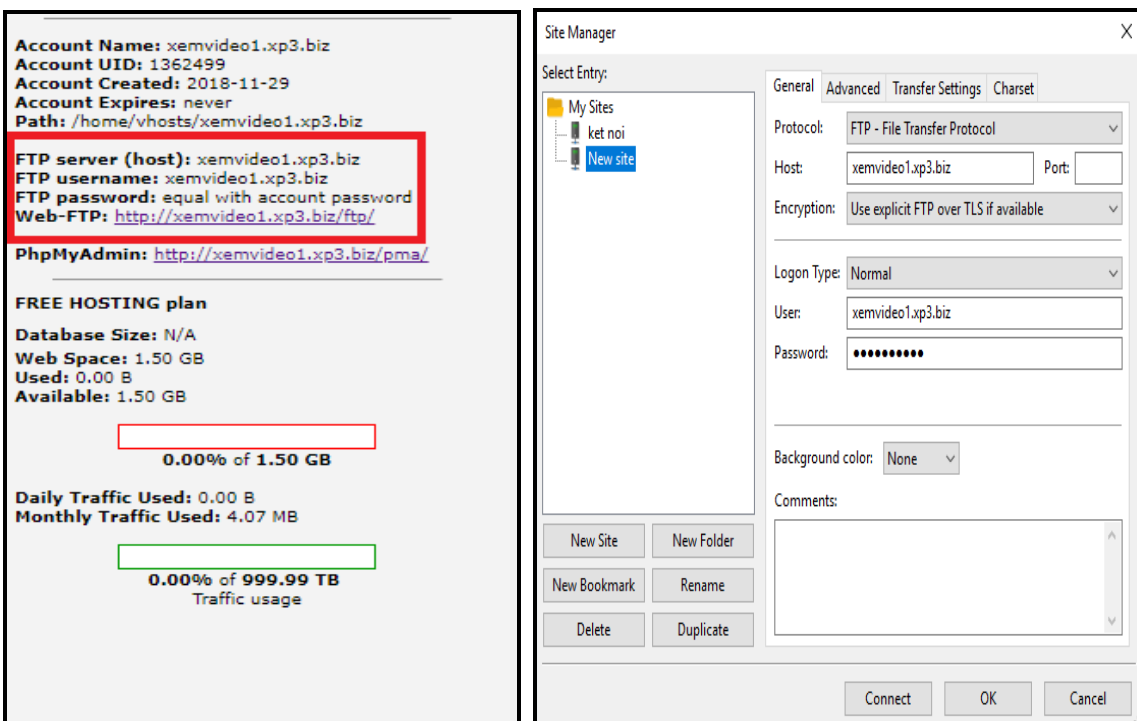 Account Name: xemvideo1.xp3.biz
Account UID: 1362499
Account Created: 2018-11-29
Account Expires: never
Path: /home/vhosts/xemvideo1.xp3.biz
FTP server (host): xemvideo1.xp3.biz
FTP username: xemvideo1.xp3.biz
FTP password: equal with account password
Web-FTP: http://xemvideo1.xp3.biz/ftp/
PhpMyAdmin: http://xemvideo1.xp3.biz/pma/
FREE HOSTING plan
Database Size: N/A
Web Space: 1.50 GB
Used: 0.00 B
Available: 1.50 GB
0.00% of 1.50 GB
Daily Traffic Used: 0.00 B
Monthly Traffic Used: 4.07 MB
0.00% of 999.99 TB
Traffic usage
Site Manager
X
Select Entry:
My Sites
ket noi
New site
New Site New Folder
New Bookmark Rename
Delete Duplicate
General Advanced Transfer Settings Charset
Protocol: FTP - File Transfer Protocol
Host: xemvideo1.xp3.biz Port:
Encryption: Use explicit FTP over TLS if available
Logon Type: Normal
User: xemvideo1.xp3.biz
Password: ●●●●●●●●●●
Background color: None
Comments:
Connect OK Cancel